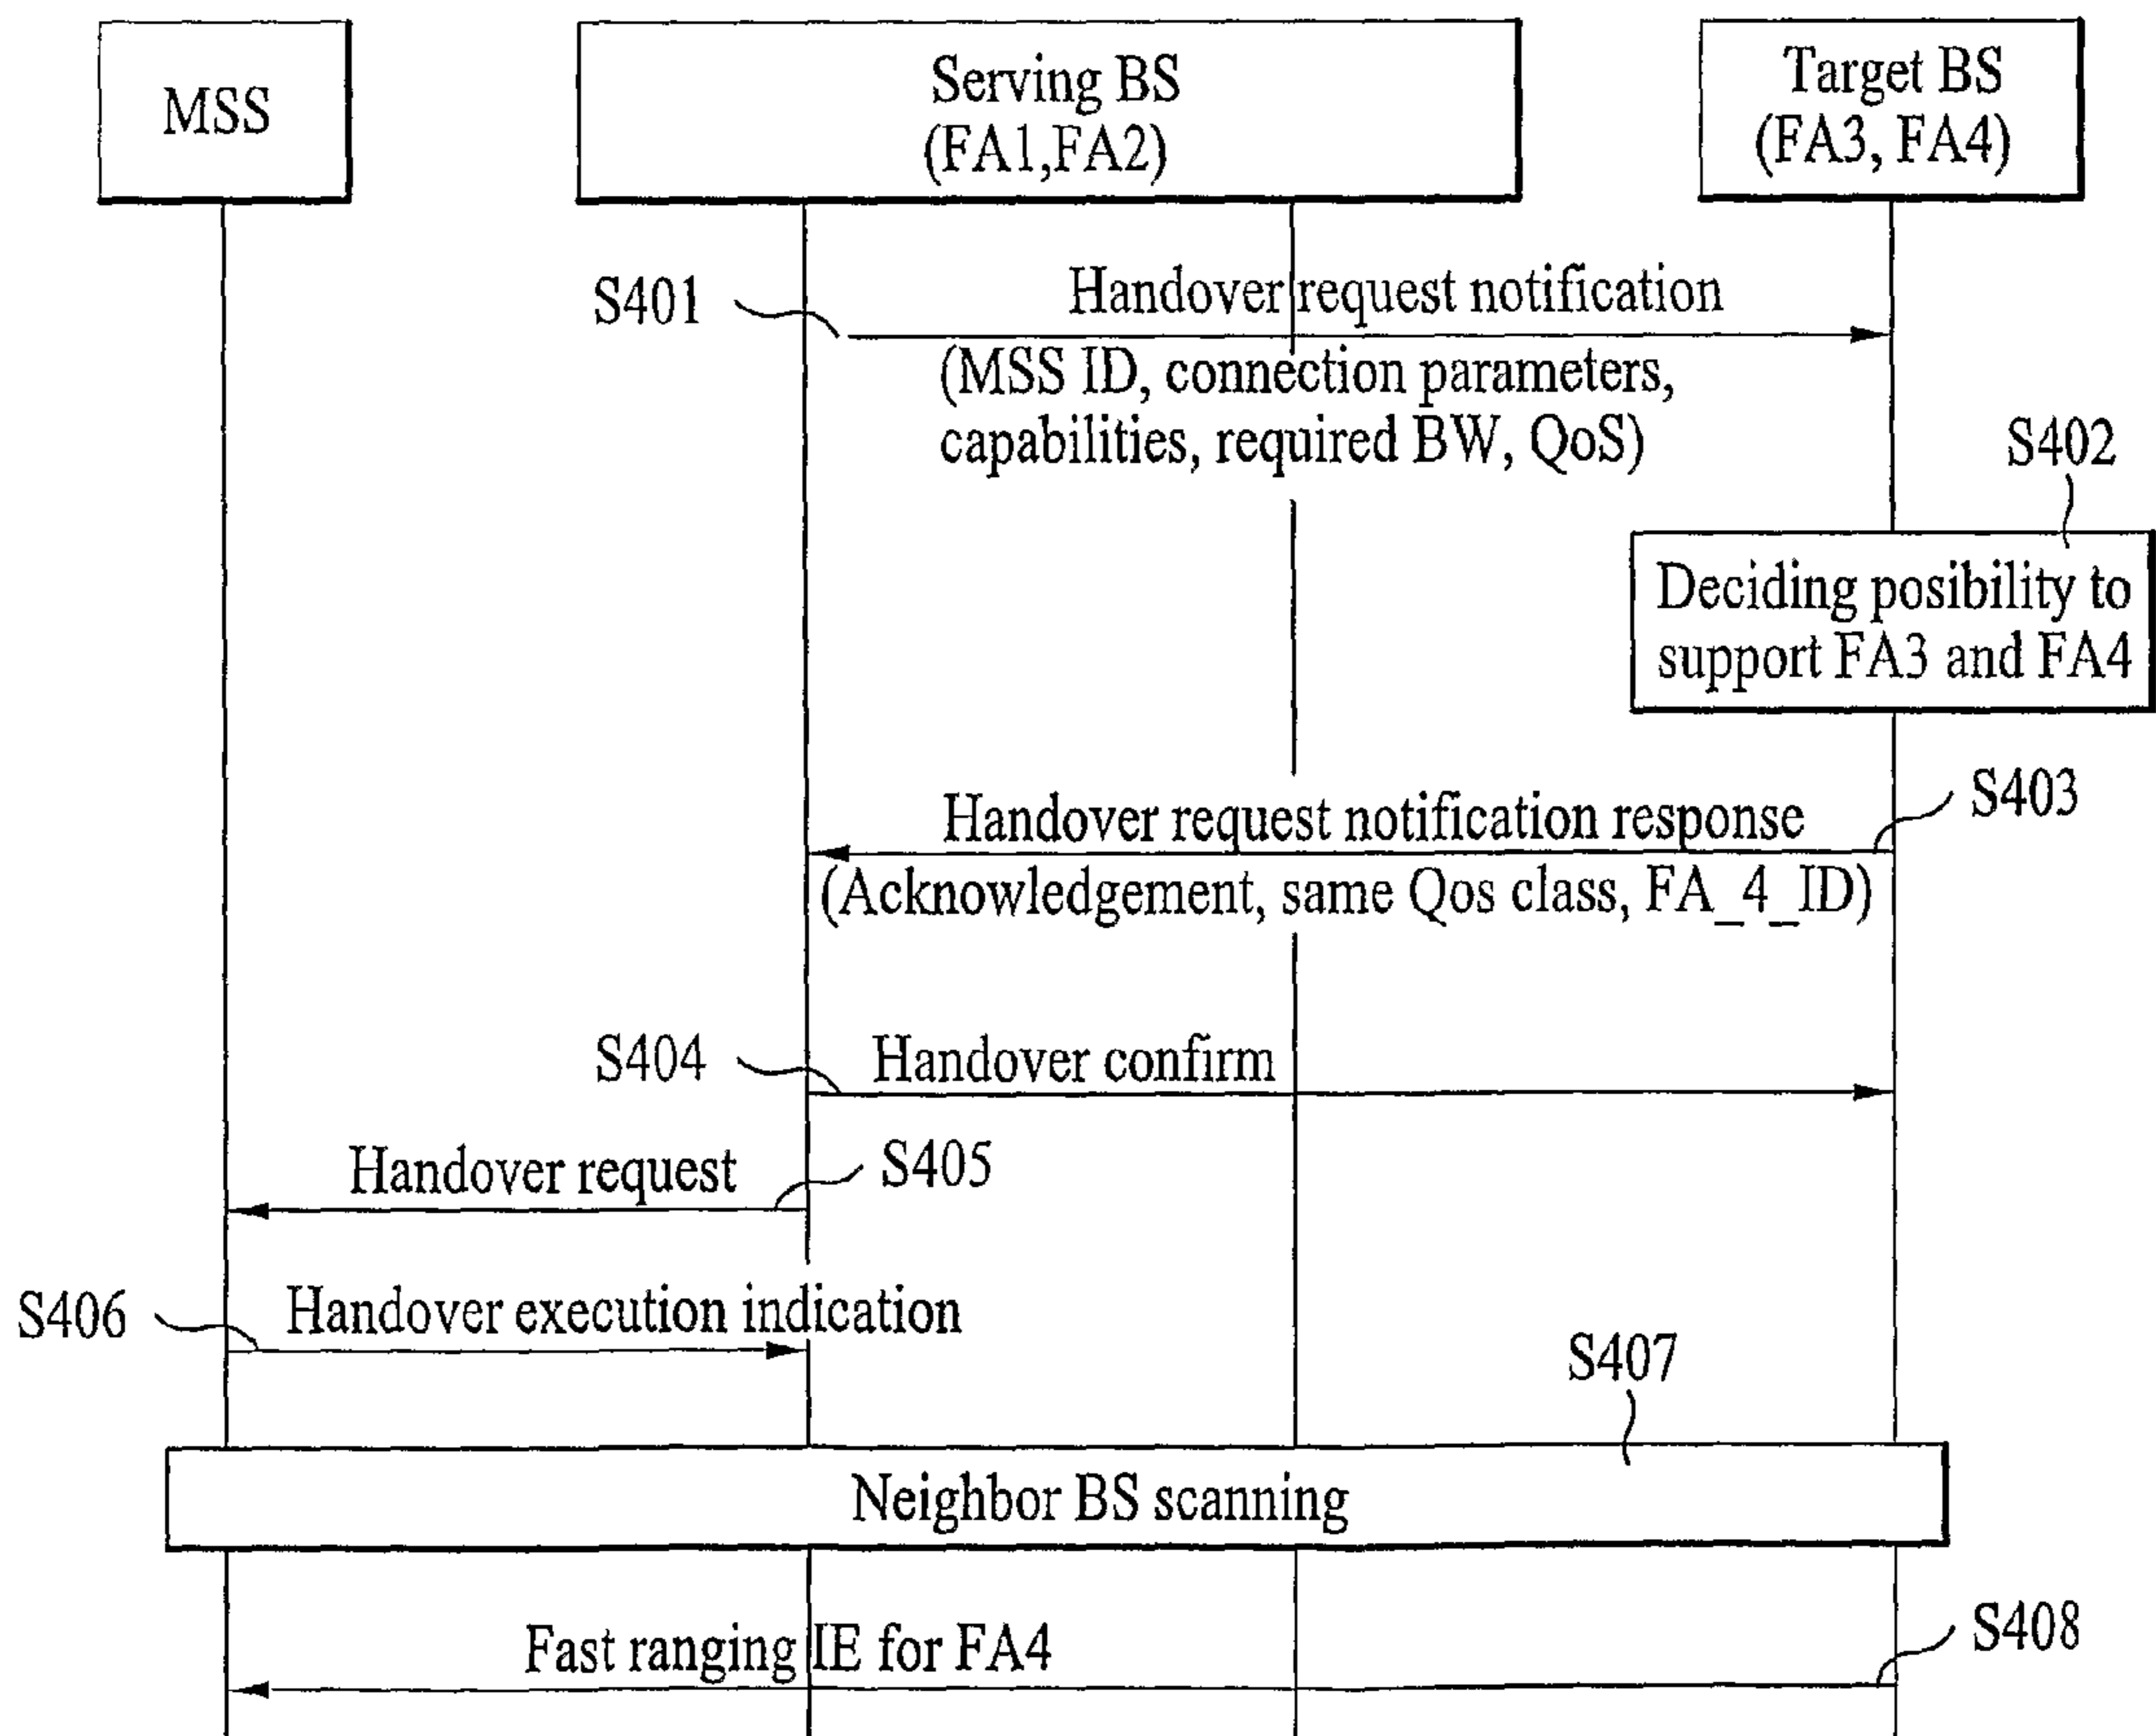 MSS
Serving BS
(FA1,FA2)
Target BS
(FA3, FA4)
S401
Handover request notification
(MSS ID, connection parameters,
capabilities, required BW, QoS)
S402
Deciding posibility to
support FA3 and FA4
Handover request notification response
S403
(Acknowledgement, same Qos class, FA_4_ID)
S404
Handover confirm
Handover request
S405
S406
Handover execution indication
S407
Neighbor BS scanning
Fast ranging IE for FA4
S408